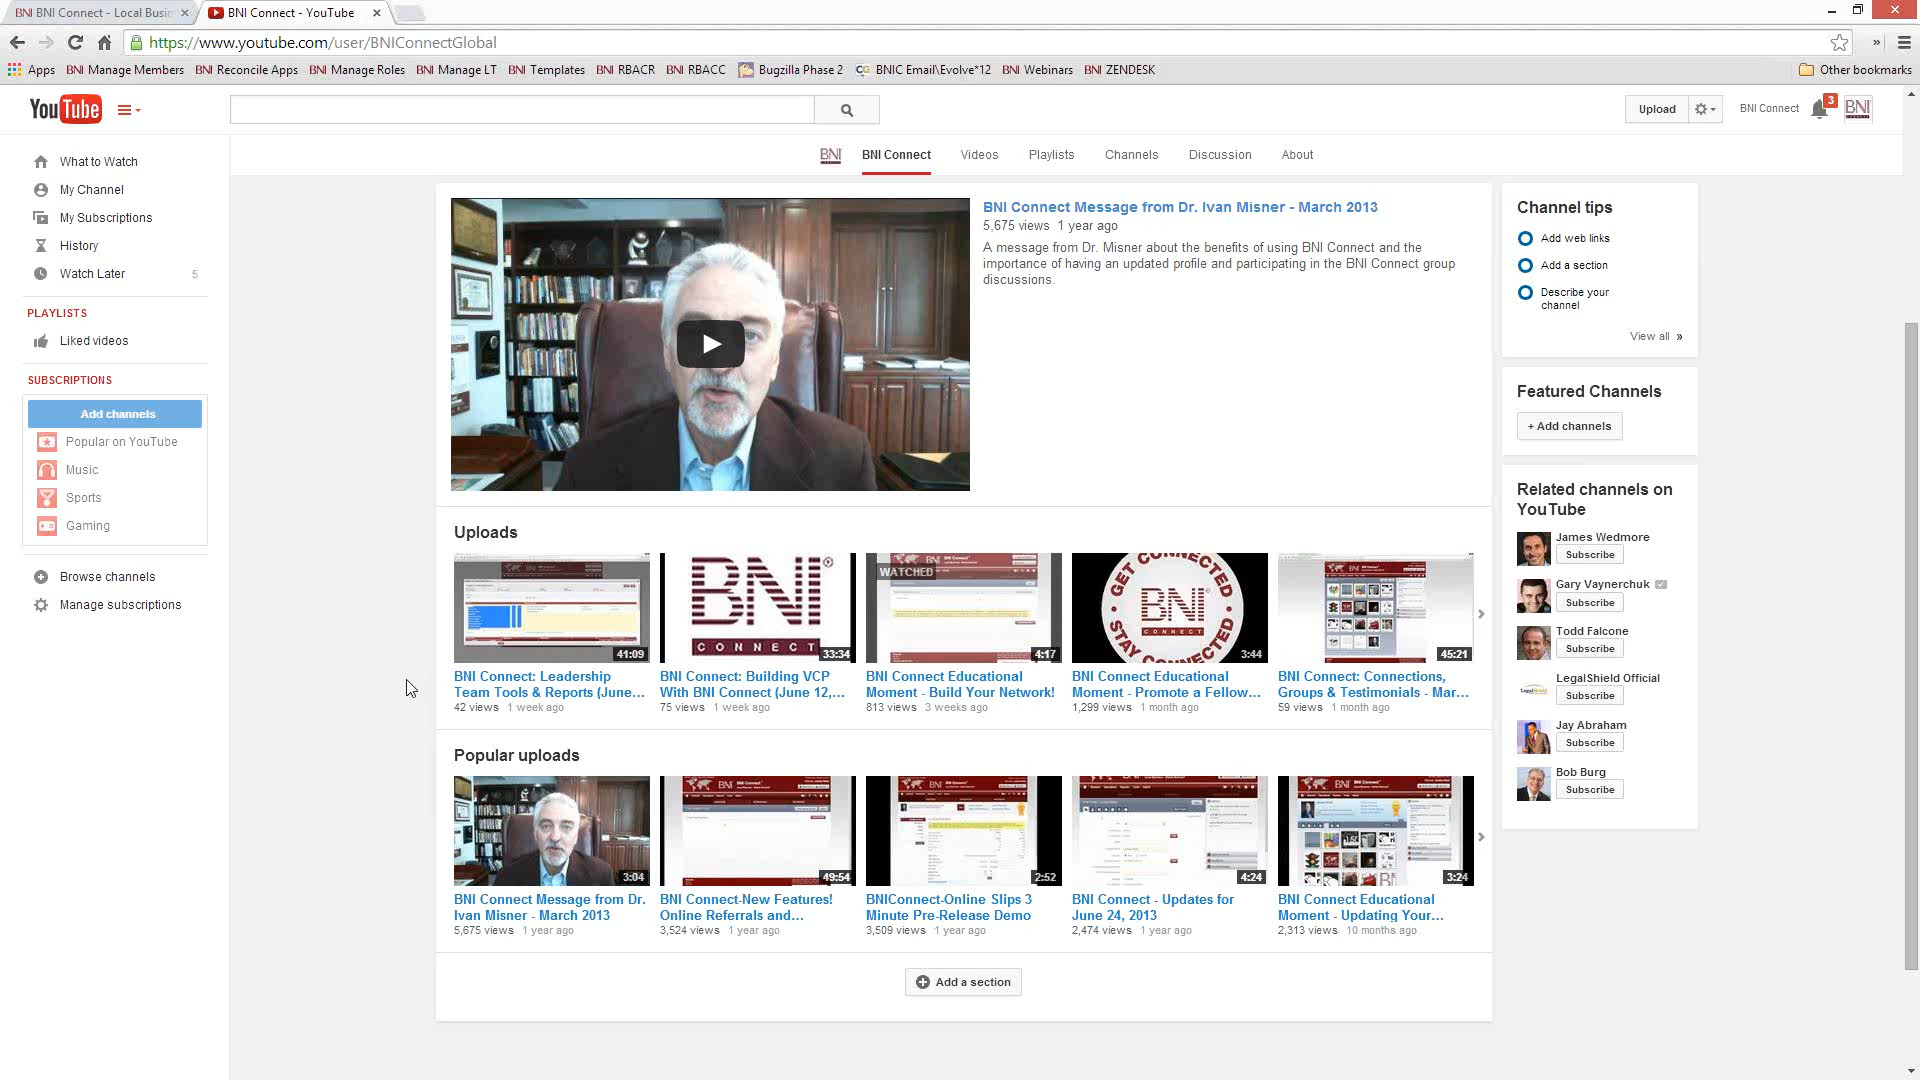 BNI BNI Connect - Local Busin
BNI Connect - YouTube
https://www.youtube.com/user/BNIConnectGlobal
Apps
BNI Manage Members
BNI Reconcile Apps
BNI Manage Roles
BNI Manage LT
BNI Templates
BNI RBACR
BNI RBACC
Bugzilla Phase 2
BNIC Email\Evolve*12
BNI Webinars
BNI ZENDESK
Other bookmarks
YouTube
Upload
BNI Connect
3
BNI
What to Watch
My Channel
My Subscriptions
History
Watch Later 5
PLAYLISTS
Liked videos
SUBSCRIPTIONS
Add channels
Popular on YouTube
Music
Sports
Gaming
Browse channels
Manage subscriptions
BNI
BNI Connect
Videos
Playlists
Channels
Discussion
About
BNI Connect Message from Dr. Ivan Misner - March 2013
5,675 views 1 year ago
A message from Dr. Misner about the benefits of using BNI Connect and the
importance of having an updated profile and participating in the BNI Connect group
discussions.
Uploads
41:09
BNI® CONNECT
33:34
WATCHED
4:17
GET CONNECTED
BNI®
CONNECT
STAY CONNECTED
3:44
45:21
BNI Connect: Leadership
Team Tools & Reports (June...
42 views 1 week ago
BNI Connect: Building VCP
With BNI Connect (June 12,...
75 views 1 week ago
BNI Connect Educational
Moment - Build Your Network!
813 views 3 weeks ago
BNI Connect Educational
Moment - Promote a Fellow...
1,299 views 1 month ago
BNI Connect: Connections,
Groups & Testimonials - Mar...
59 views 1 month ago
Popular uploads
3:04
49:54
2:52
4:24
3:24
BNI Connect Message from Dr.
Ivan Misner - March 2013
5,675 views 1 year ago
BNI Connect-New Features!
Online Referrals and...
3,524 views 1 year ago
BNIConnect-Online Slips 3
Minute Pre-Release Demo
3,509 views 1 year ago
BNI Connect - Updates for
June 24, 2013
2,474 views 1 year ago
BNI Connect Educational
Moment - Updating Your...
2,313 views 10 months ago
Add a section
Channel tips
Add web links
Add a section
Describe your
channel
View all »
Featured Channels
+ Add channels
Related channels on
YouTube
James Wedmore
Subscribe
Gary Vaynerchuk
Subscribe
Todd Falcone
Subscribe
LegalShield Official
Subscribe
Jay Abraham
Subscribe
Bob Burg
Subscribe